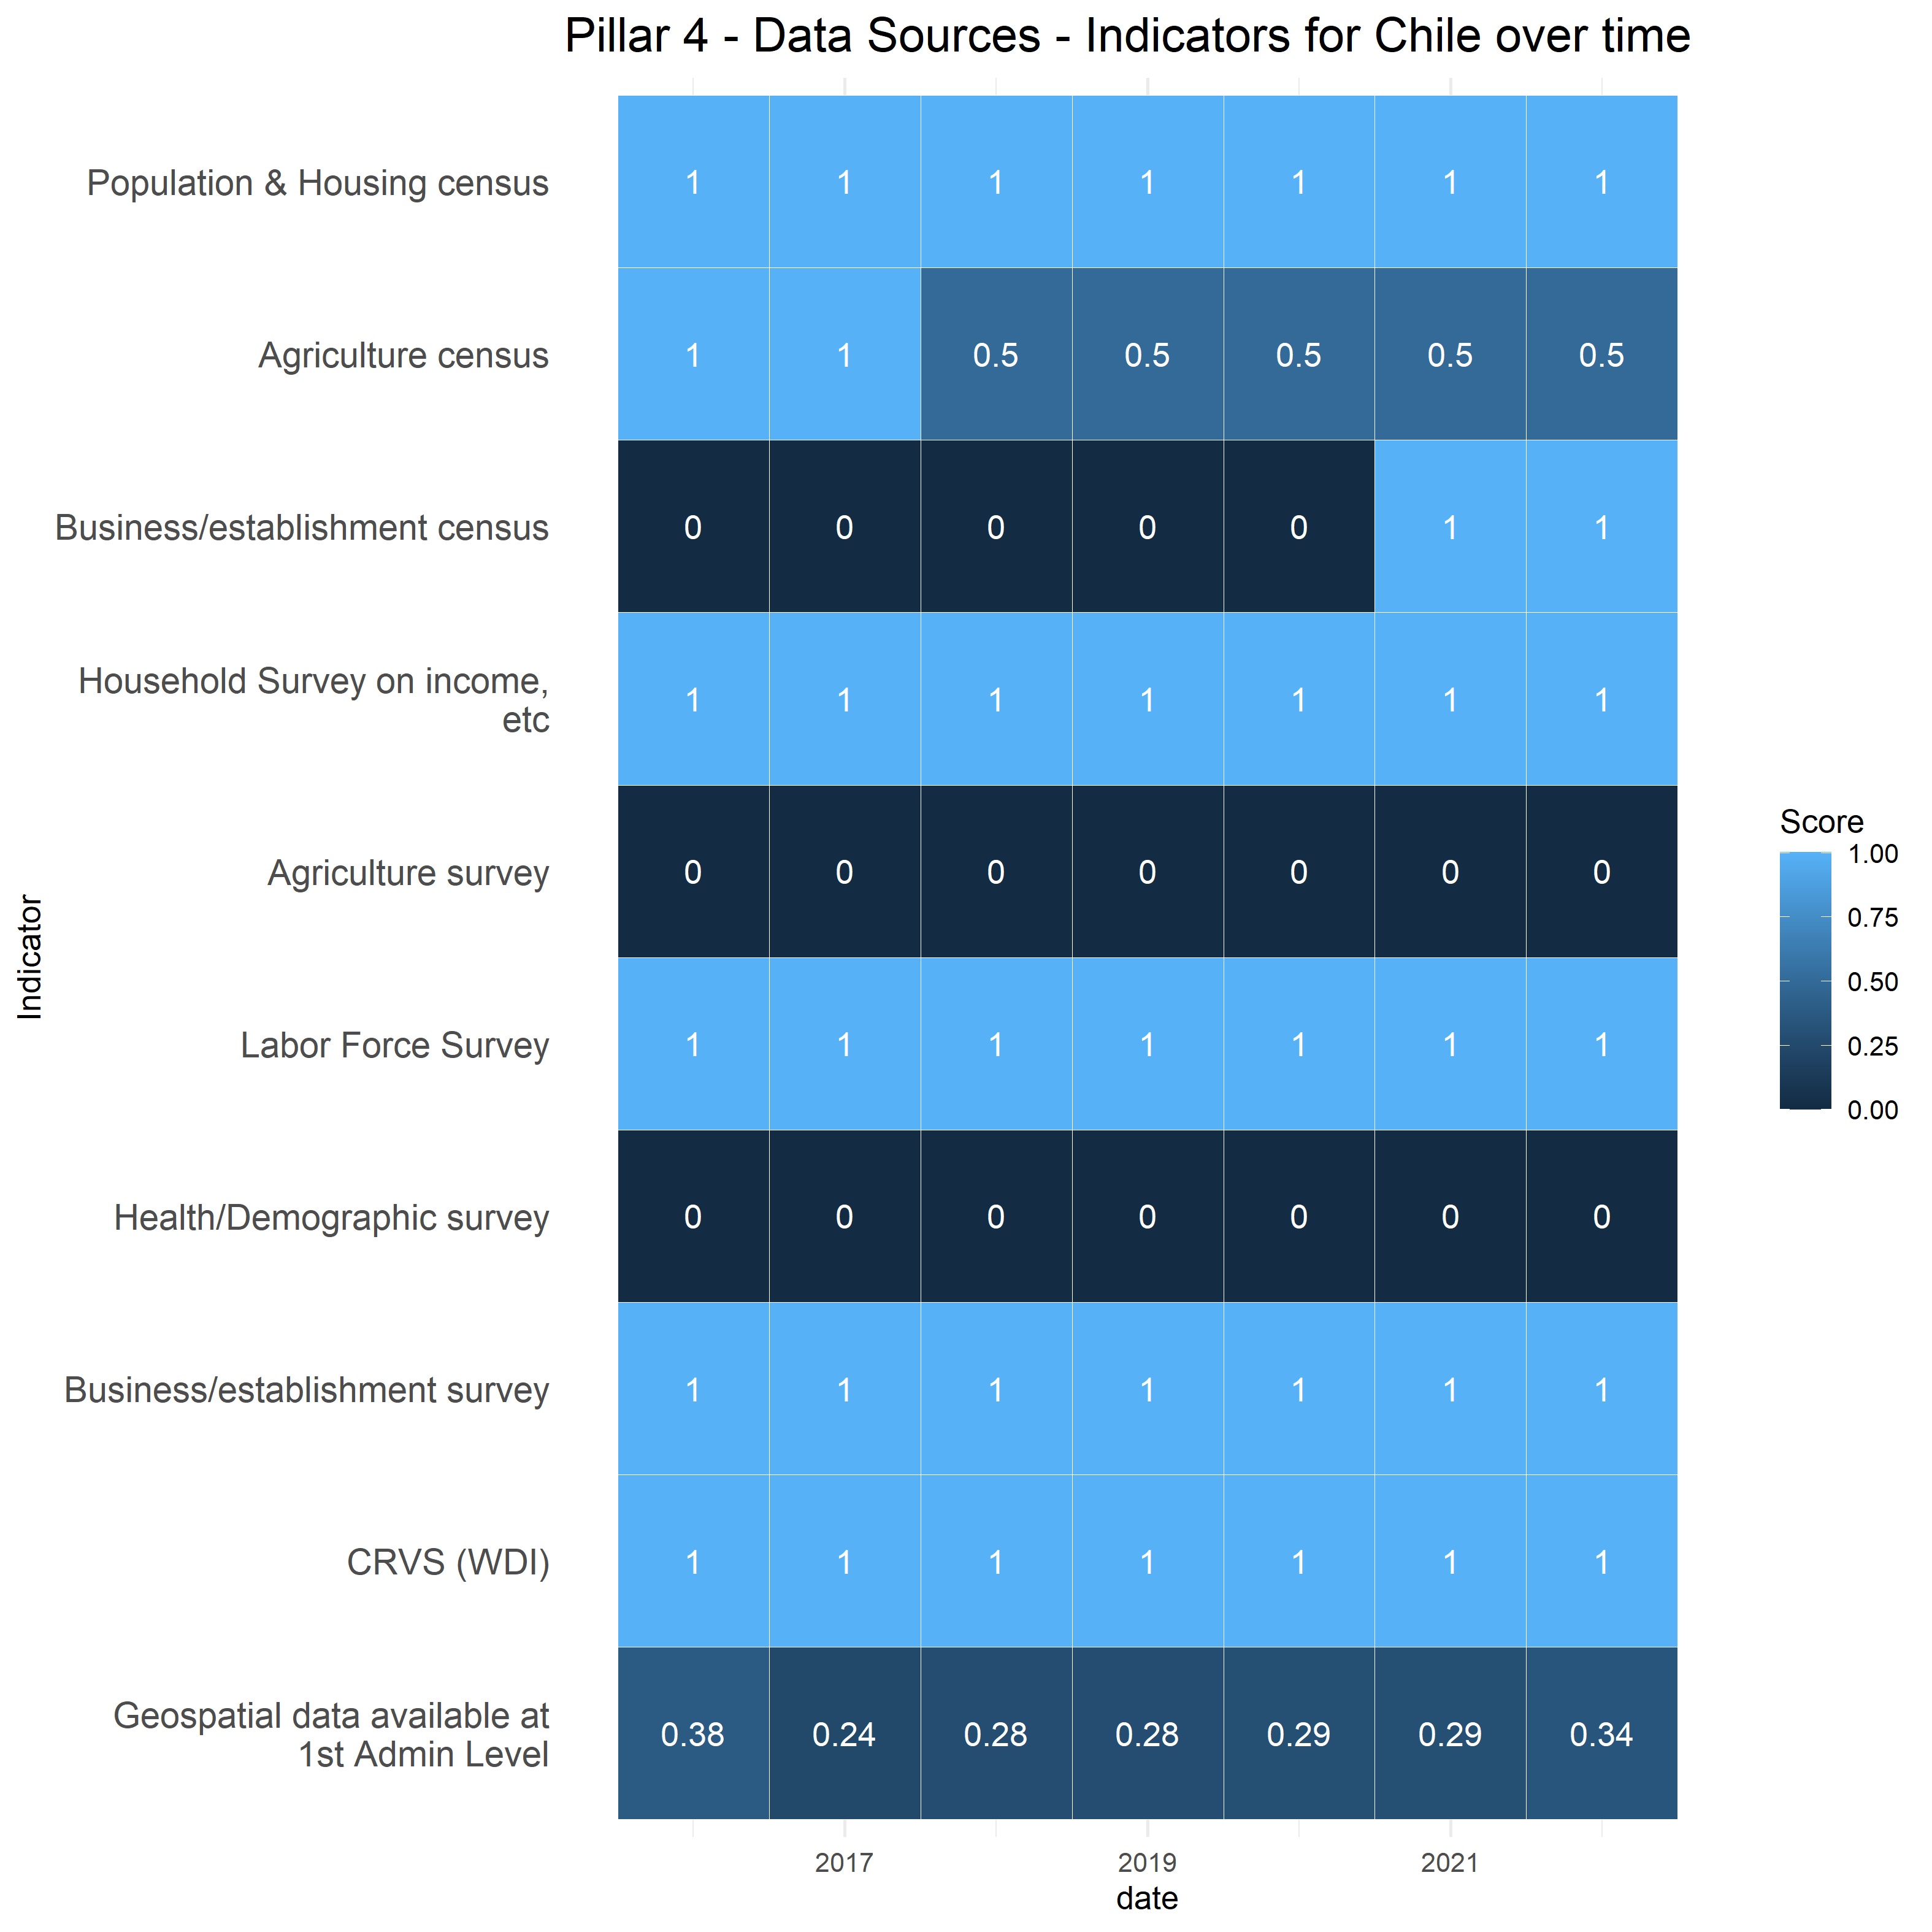 Pillar 4 - Data Sources - Indicators for Chile over time
Population & Housing census
1 1 1 1 1 1 1
Agriculture census
1 1 0.5 0.5 0.5 0.5 0.5
Business/establishment census
0 0 0 0 0 1 1
Household Survey on income,
etc
1 1 1 1 1 1 1
Agriculture survey
0 0 0 0 0 0 0
Labor Force Survey
1 1 1 1 1 1 1
Health/Demographic survey
0 0 0 0 0 0 0
Business/establishment survey
1 1 1 1 1 1 1
CRVS (WDI)
1 1 1 1 1 1 1
Geospatial data available at
1st Admin Level
0.38 0.24 0.28 0.28 0.29 0.29 0.34
2017 2019 2021
date
Indicator
Score
1.00
0.75
0.50
0.25
0.00